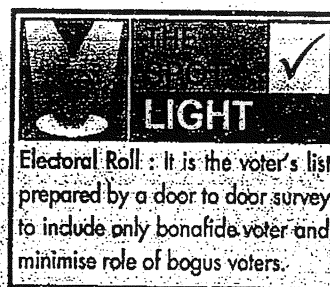 THE
SPOT
LIGHT
Electoral Roll : It is the voter's list
prepared by a door to door survey
to include only bonafide voter and
minimise role of bogus voters.